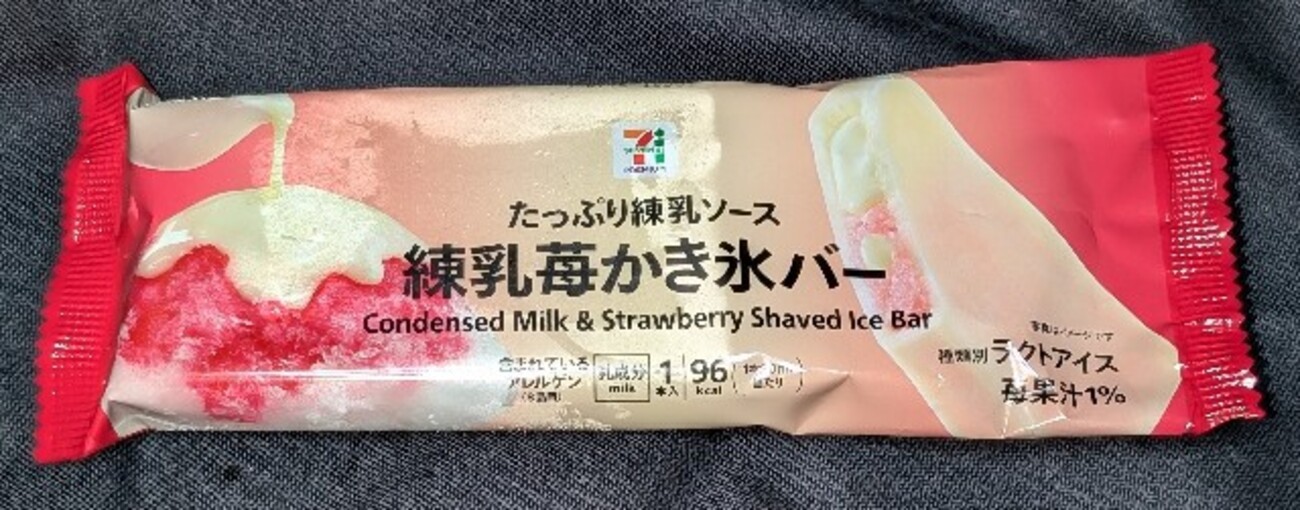 たっぷり練乳ソース
練乳苺かき氷バー
Condensed Milk & Strawberry Shaved Ice Bar
含まれている
アレルゲン
乳成分
milk
1
本入
96
kcal
種類別 ラクトアイス
苺果汁1%